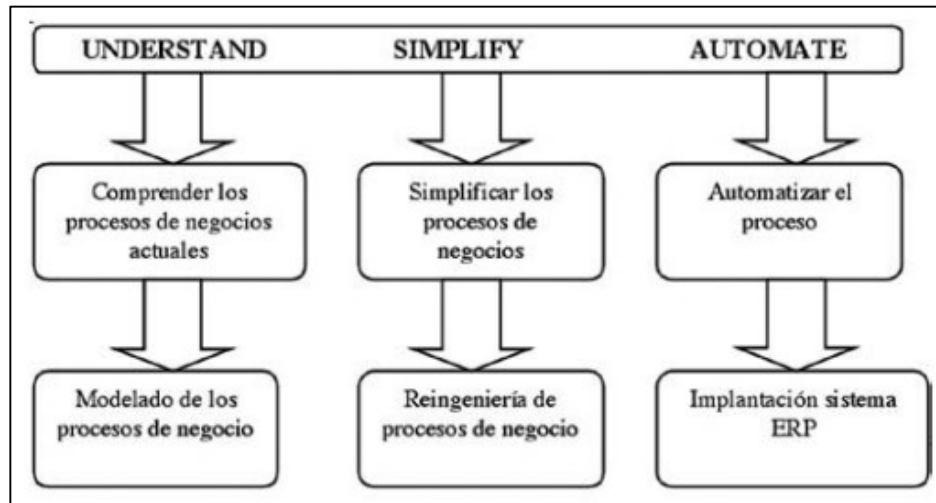 UNDERSTAND SIMPLIFY AUTOMATE
Comprender los
procesos de negocios
actuales
Simplificar los
procesos de
negocios
Automatizar el
proceso
Modelado de los
procesos de negocio
Reingeniería de
procesos de negocio
Implantación sistema
ERP